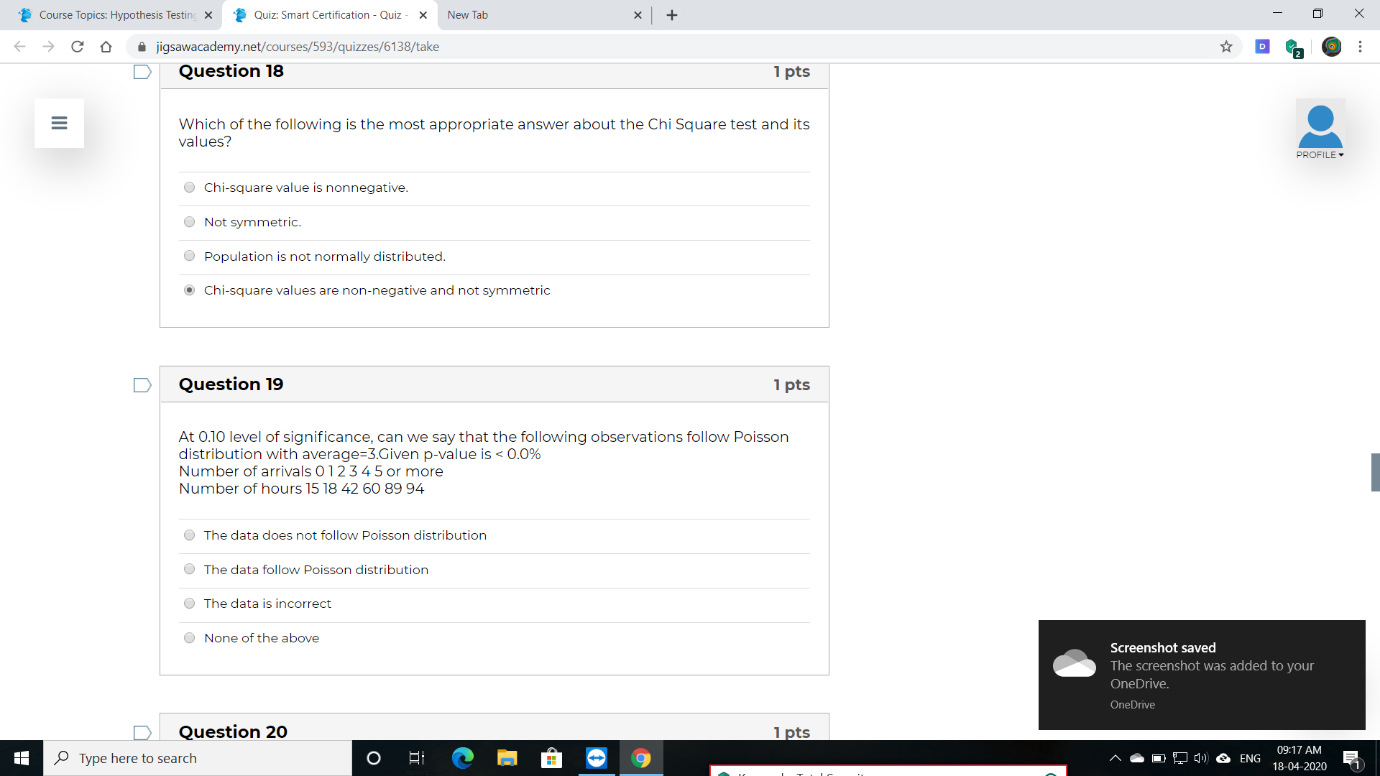 Course Topics: Hypothesis Testing
Quiz: Smart Certification - Quiz -
New Tab
jigsawacademy.net/courses/593/quizzes/6138/take
D
2
Question 18
1 pts
Which of the following is the most appropriate answer about the Chi Square test and its
values?
Chi-square value is nonnegative.
Not symmetric.
Population is not normally distributed.
Chi-square values are non-negative and not symmetric
PROFILE
Question 19
1 pts
At 0.10 level of significance, can we say that the following observations follow Poisson
distribution with average=3.Given p-value is < 0.0%
Number of arrivals 0 1 2 3 4 5 or more
Number of hours 15 18 42 60 89 94
The data does not follow Poisson distribution
The data follow Poisson distribution
The data is incorrect
None of the above
Screenshot saved
The screenshot was added to your
OneDrive.
OneDrive
Question 20
1 pts
Type here to search
ENG
09:17 AM
18-04-2020
1